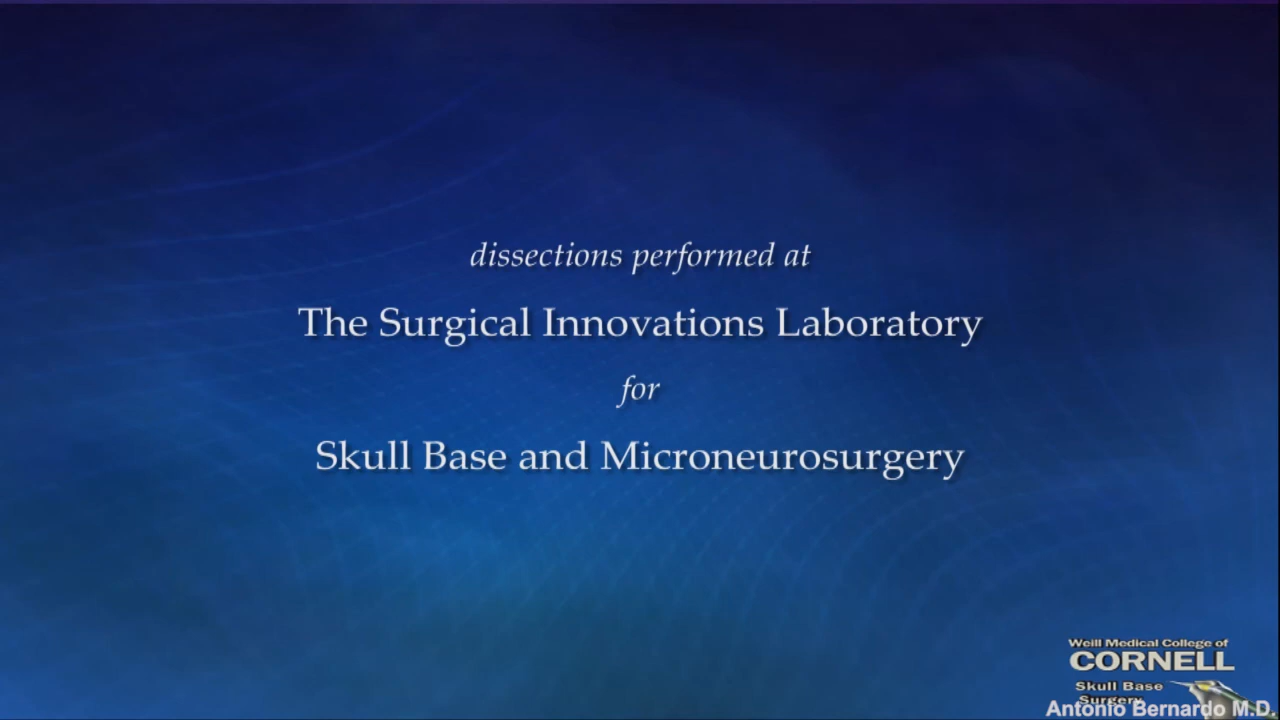 dissections performed at
The Surgical Innovations Laboratory
for
Skull Base and Microneurosurgery
Weill Medical College of
CORNELL
Skull Base
Surgery
Antonio Bernardo M.D.